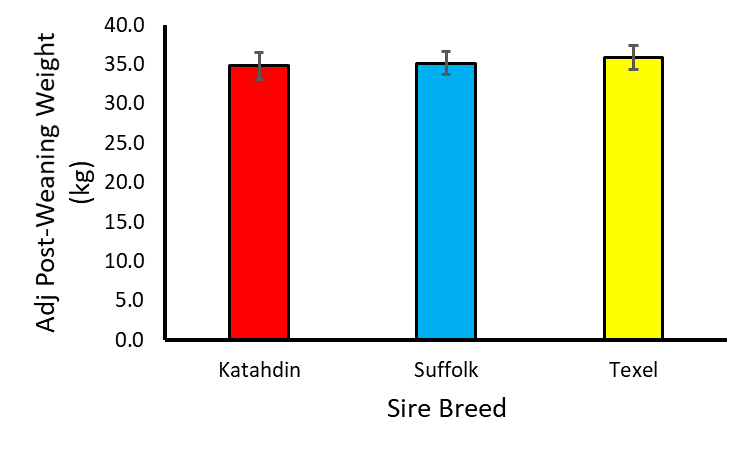 Adj Post-Weaning Weight
(kg)
40.0
35.0
30.0
25.0
20.0
15.0
10.0
5.0
0.0
Katahdin
Suffolk
Texel
Sire Breed